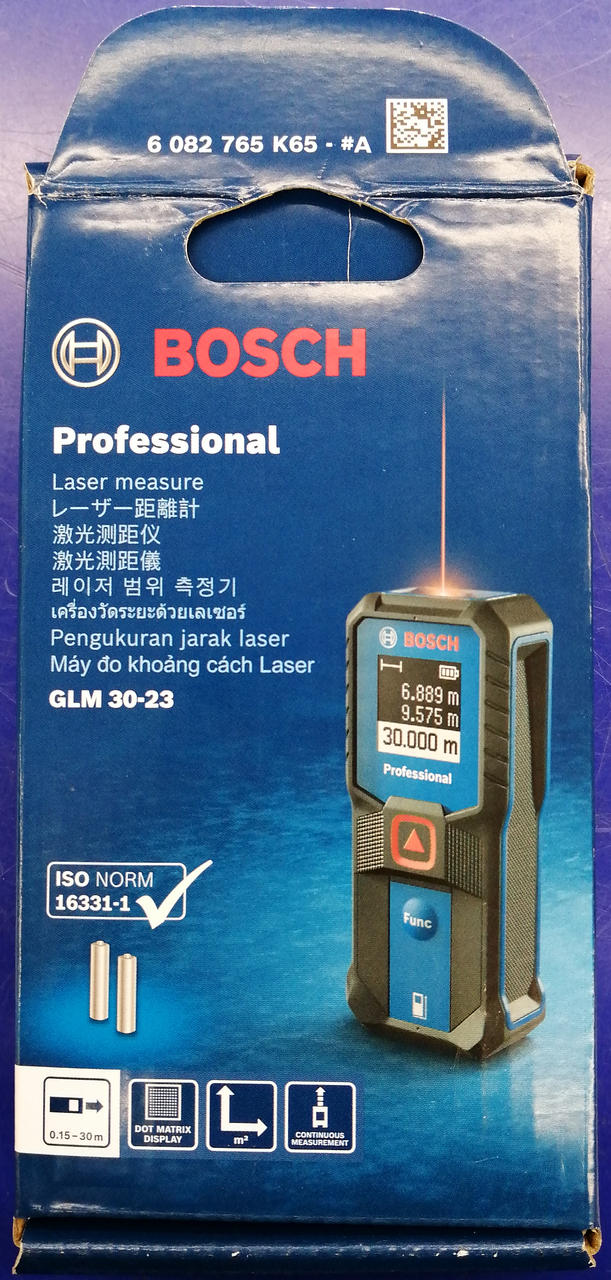 6 082 765 K65 - #A
BOSCH
Professional
Laser measure
レーザー距離計
激光测距仪
激光測距儀
레이저 범위 측정기
เครื่องวัดระยะด้วยเลเซอร์
Pengukuran jarak laser
Máy đo khoảng cách Laser
GLM 30-23
BOSCH
6.889 m
9.575 m
30.000 m
Professional
Func
ISO NORM
16331-1
0.15 – 30 m
DOT MATRIX
DISPLAY
m²
CONTINUOUS
MEASUREMENT